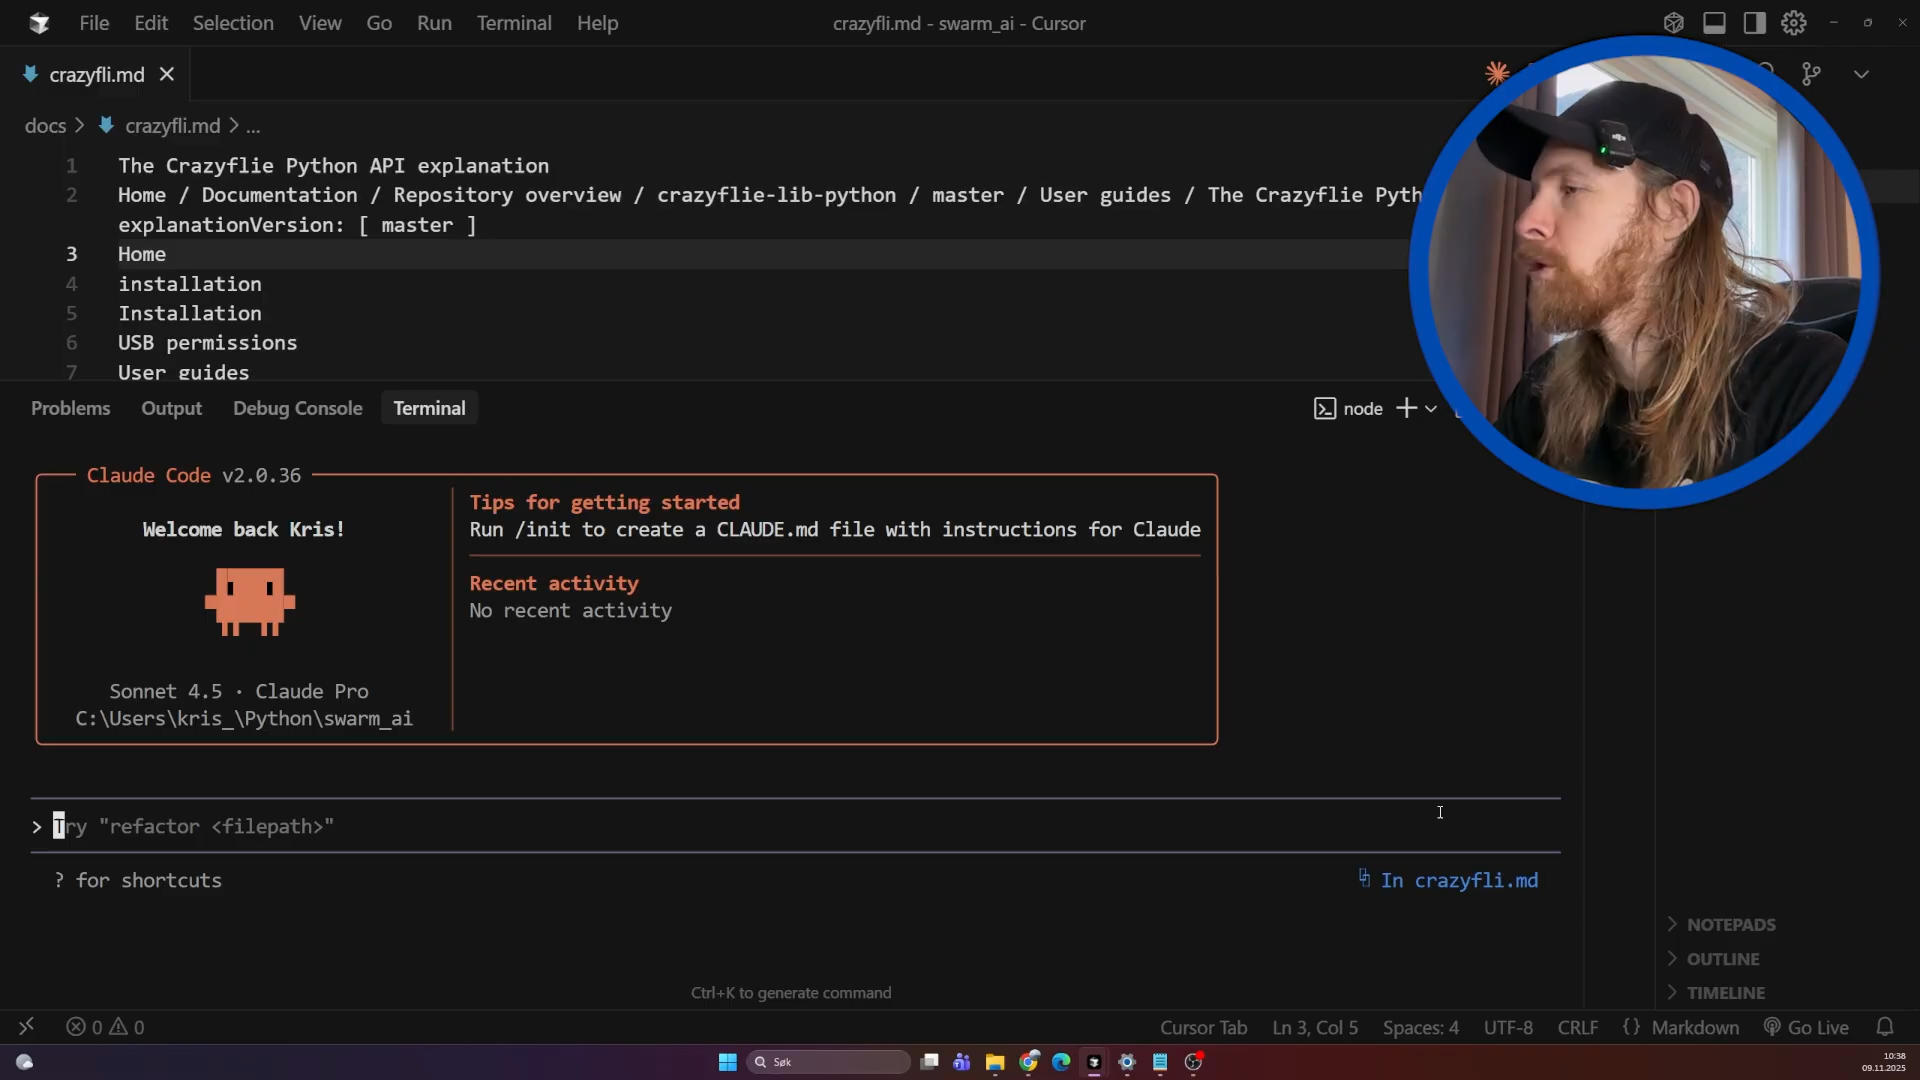 File Edit Selection View Go Run Terminal Help crazyfli.md - swarm_ai - Cursor
crazyfli.md
docs > crazyfli.md > ...
1 The Crazyflie Python API explanation
2 Home / Documentation / Repository overview / crazyflie-lib-python / master / User guides / The Crazyflie Pyth
explanationVersion: [ master ]
3 Home
4 installation
5 Installation
6 USB permissions
7 User guides
Problems Output Debug Console Terminal node
Claude Code v2.0.36
Welcome back Kris!
Sonnet 4.5 · Claude Pro
C:\Users\kris_\Python\swarm_ai
Tips for getting started
Run /init to create a CLAUDE.md file with instructions for Claude
Recent activity
No recent activity
> Try "refactor <filepath>"
? for shortcuts
In crazyfli.md
NOTEPADS
OUTLINE
TIMELINE
Ctrl+K to generate command
0 0 Cursor Tab Ln 3, Col 5 Spaces: 4 UTF-8 CRLF {} Markdown Go Live
Søk
10:38
09.11.2025